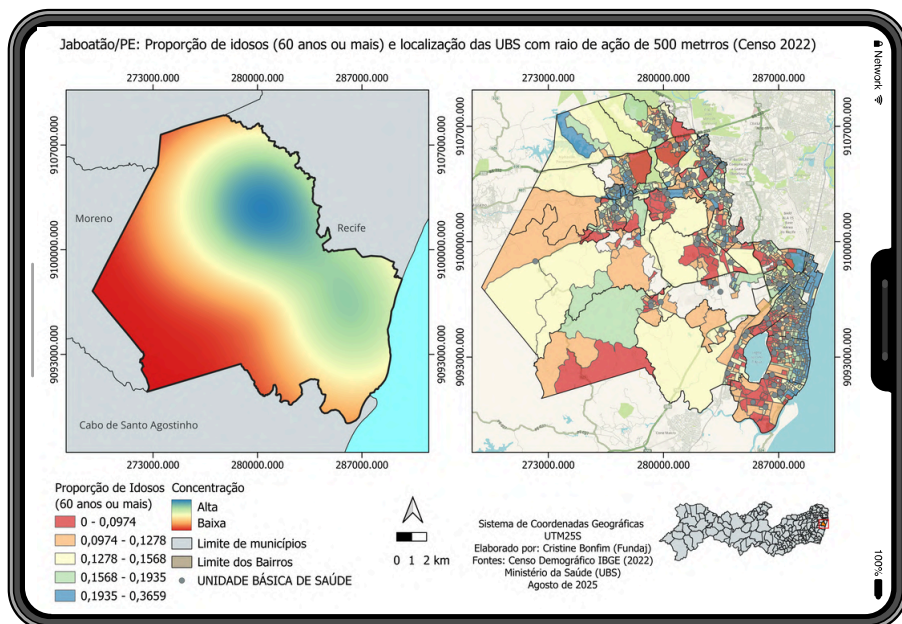 Jaboatão/PE: Proporção de idosos (60 anos ou mais) e localização das UBS com raio de ação de 500 metrros (Censo 2022)
Network
273000.000 280000.000 287000.000
9107000.000
9100000.000
9093000.000
Moreno
Recife
Cabo de Santo Agostinho
9107000.000
9100000.000
9093000.000
273000.000 280000.000 287000.000
273000.000 280000.000 287000.000
9107000.000
9100000.000
9093000.000
273000.000 280000.000 287000.000
Proporção de Idosos
(60 anos ou mais)
0 - 0,0974
0,0974 - 0,1278
0,1278 - 0,1568
0,1568 - 0,1935
0,1935 - 0,3659
Concentração
Alta
Baixa
Limite de municípios
Limite dos Bairros
UNIDADE BÁSICA DE SAÚDE
0 1 2 km
Sistema de Coordenadas Geográficas
UTM25S
Elaborado por: Cristine Bonfim (Fundaj)
Fontes: Censo Demográfico IBGE (2022)
Ministério da Saúde (UBS)
Agosto de 2025
100%